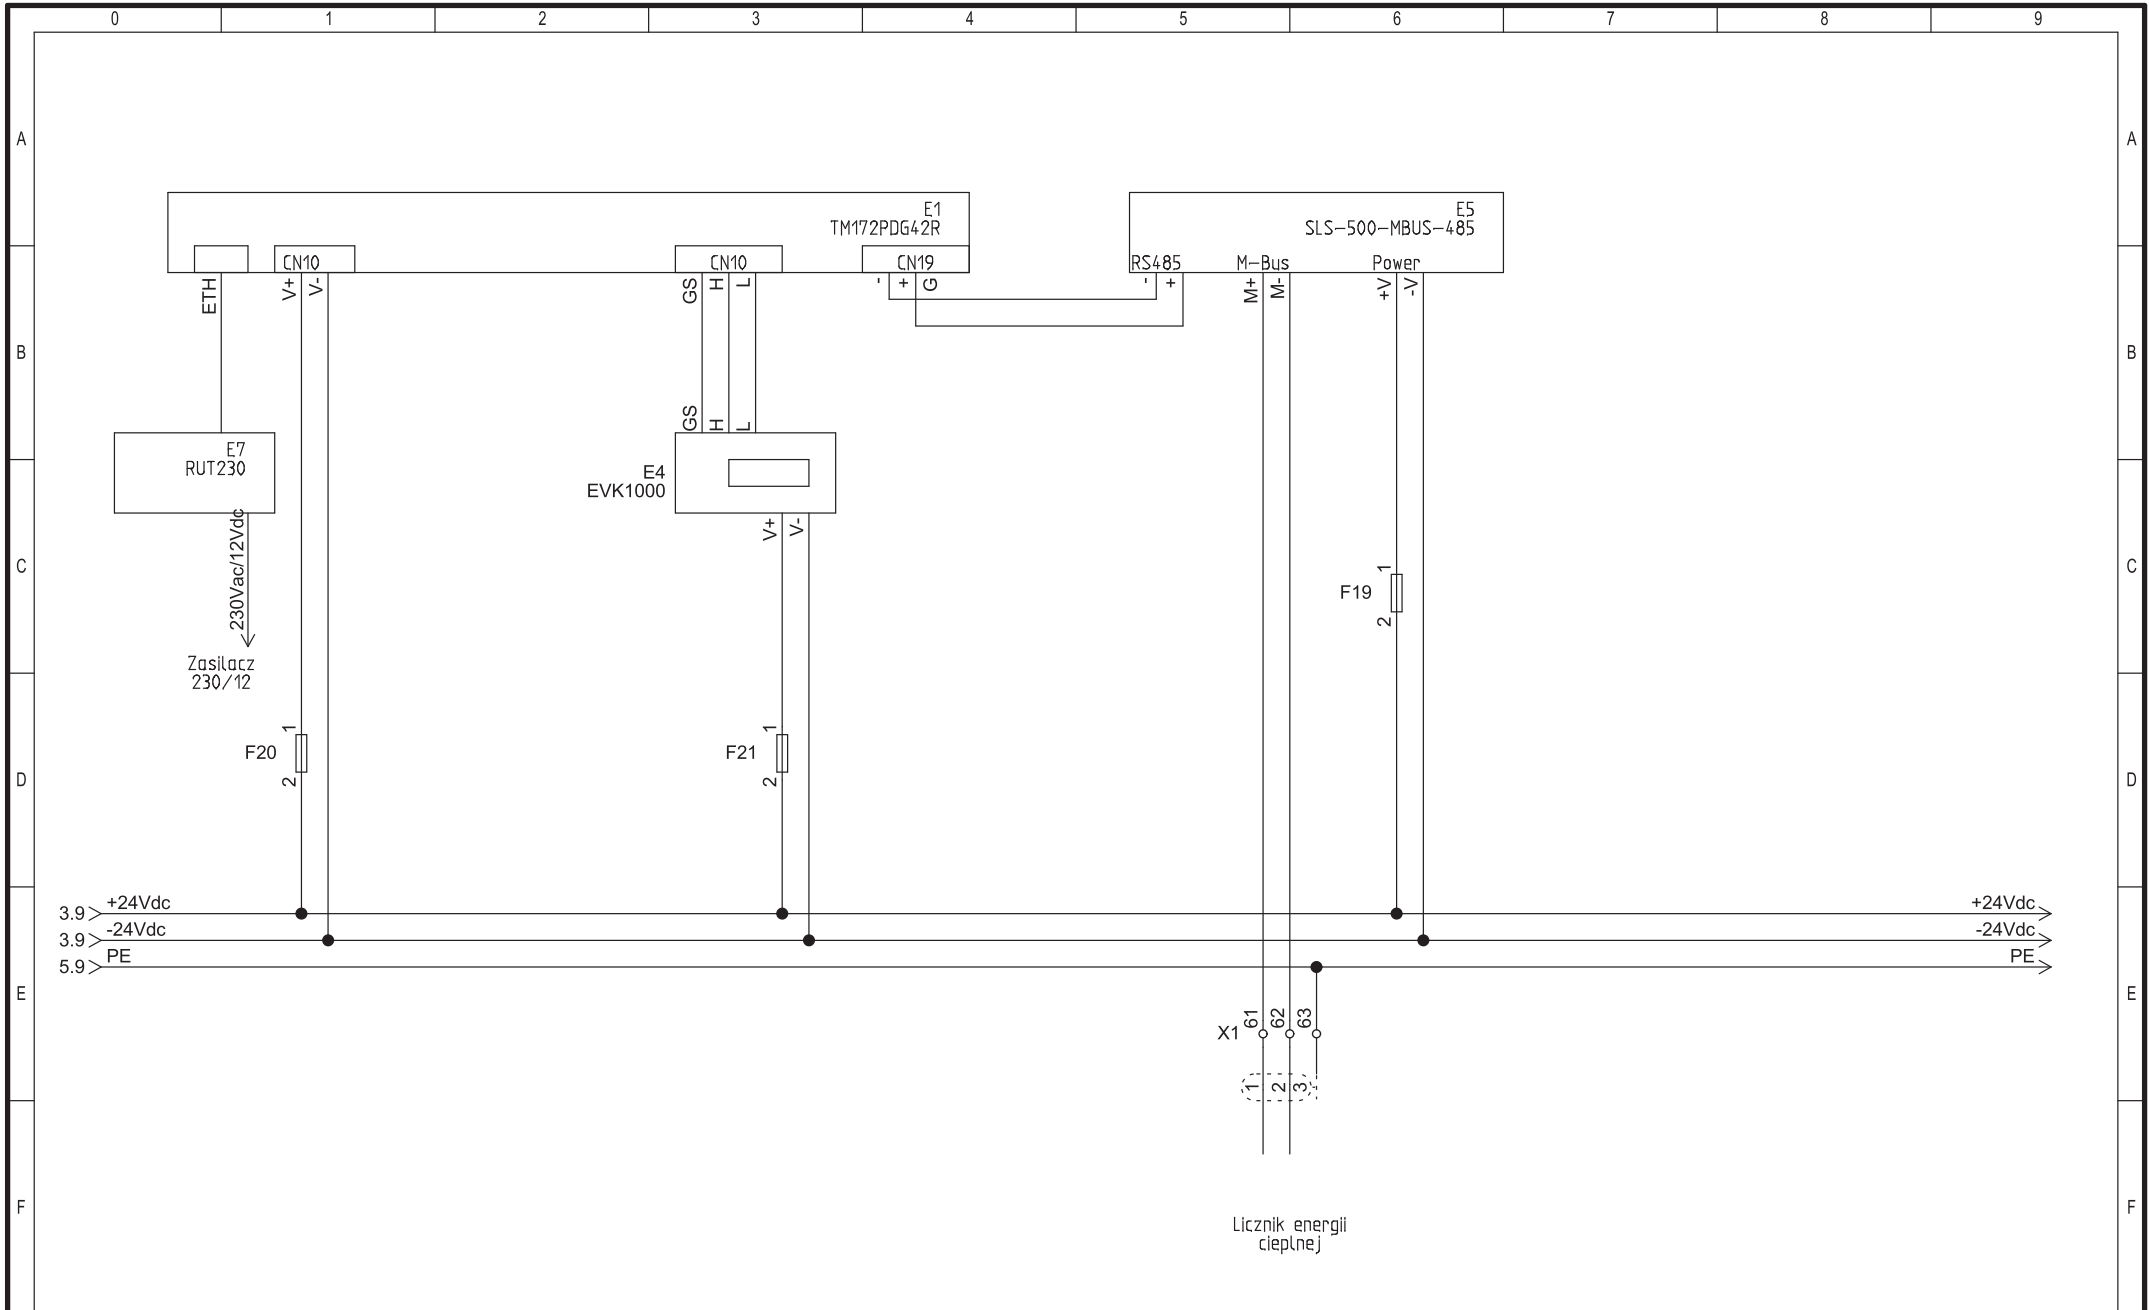 0 1 2 3 4 5 6 7 8 9
A A
E1
TM172PDG42R
E5
SLS-500-MBUS-485
CN10 CN10 CN19 RS485 M-Bus Power
ETH V+ V- GS H L - + G - + M+ M- +V -V
B B
GS H L
E7
RUT230
E4
EVK1000
230Vac/12Vdc
V+ V-
C C
1
F19
2
Zasilacz
230/12
1 1
F20 F21
2 2
D D
3.9 +24Vdc +24Vdc
3.9 -24Vdc -24Vdc
5.9 PE PE
E E
X1 61 62 63
1 2 3
F F
Licznik energii
cieplnej